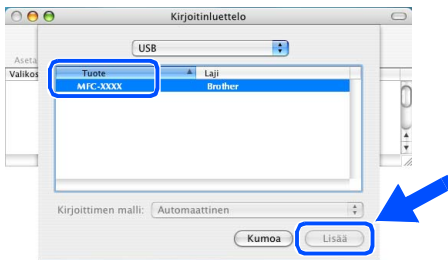 Kirjoitinluettelo
USB
Aseta
Valikos
Tuote Laji
MFC-XXXX Brother
Kirjoittimen malli: Automaattinen
Kumoa Lisää